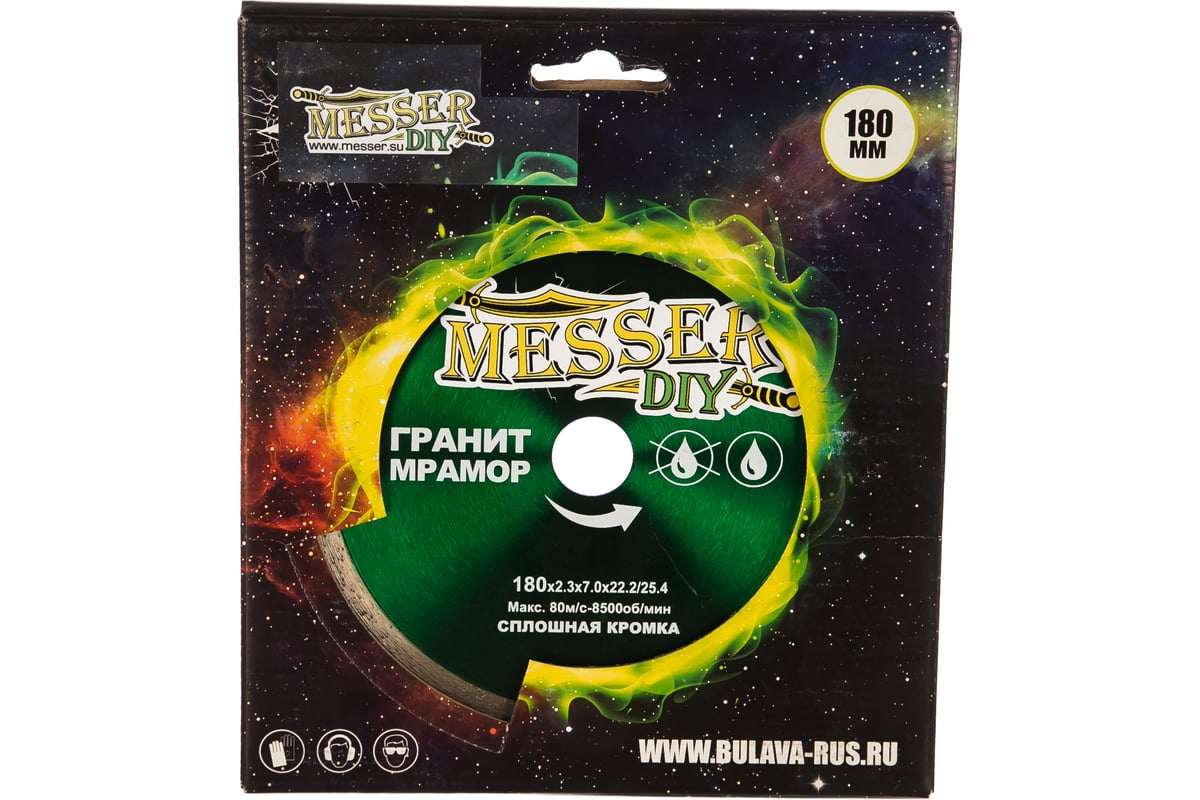 MESSER
DIY
www.messer.su
180
ММ
MESSER
DIY
ГРАНИТ
МРАМОР
180x2.3x7.0x22.2/25.4
Макс. 80м/с-8500об/мин
СПЛОШНАЯ КРОМКА
WWW.BULAVA-RUS.RU